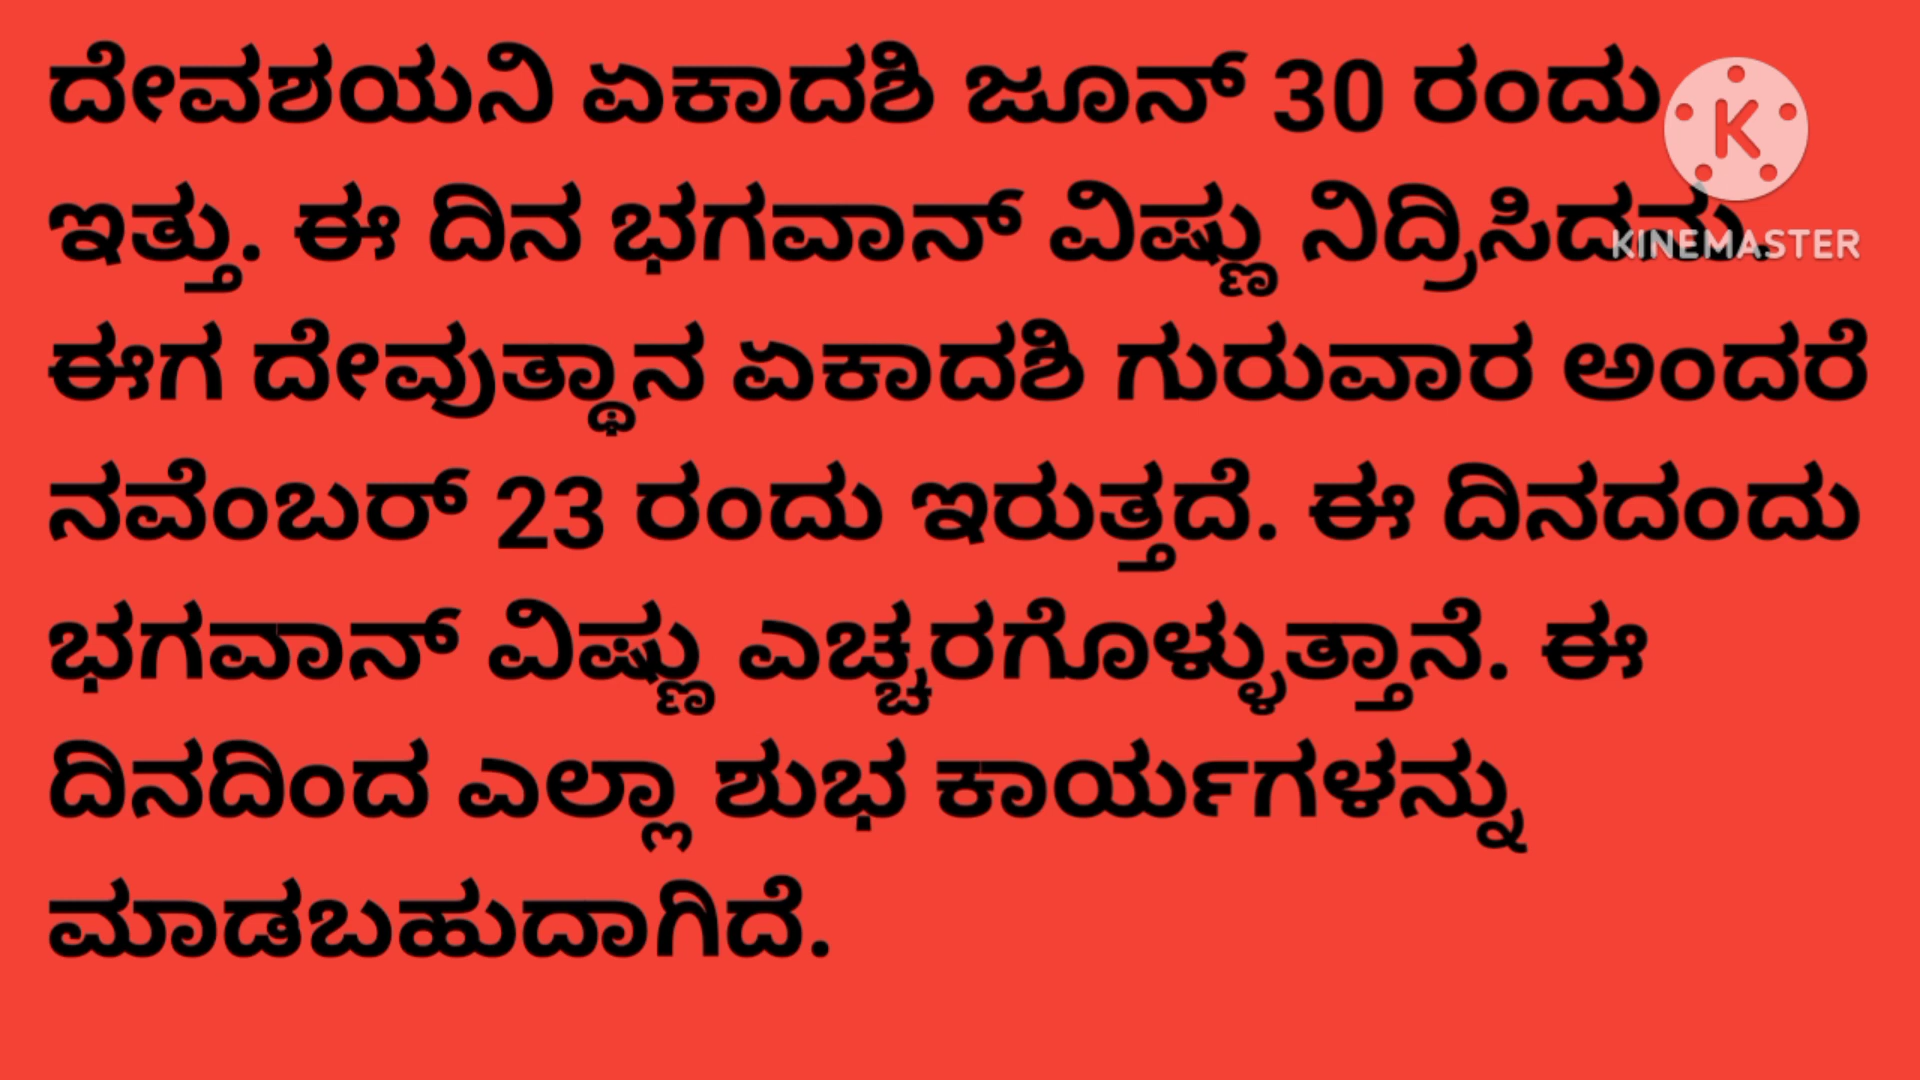 ದೇವಶಯನಿ ಏಕಾದಶಿ ಜೂನ್ 30 ರಂದು
ಇತ್ತು. ಈ ದಿನ ಭಗವಾನ್ ವಿಷ್ಣು ನಿದ್ರಿಸಿದನು.
ಈಗ ದೇವುತ್ಥಾನ ಏಕಾದಶಿ ಗುರುವಾರ ಅಂದರೆ
ನವೆಂಬರ್ 23 ರಂದು ಇರುತ್ತದೆ. ಈ ದಿನದಂದು
ಭಗವಾನ್ ವಿಷ್ಣು ಎಚ್ಚರಗೊಳ್ಳುತ್ತಾನೆ. ಈ
ದಿನದಿಂದ ಎಲ್ಲಾ ಶುಭ ಕಾರ್ಯಗಳನ್ನು
ಮಾಡಬಹುದಾಗಿದೆ.
K
KINEMASTER